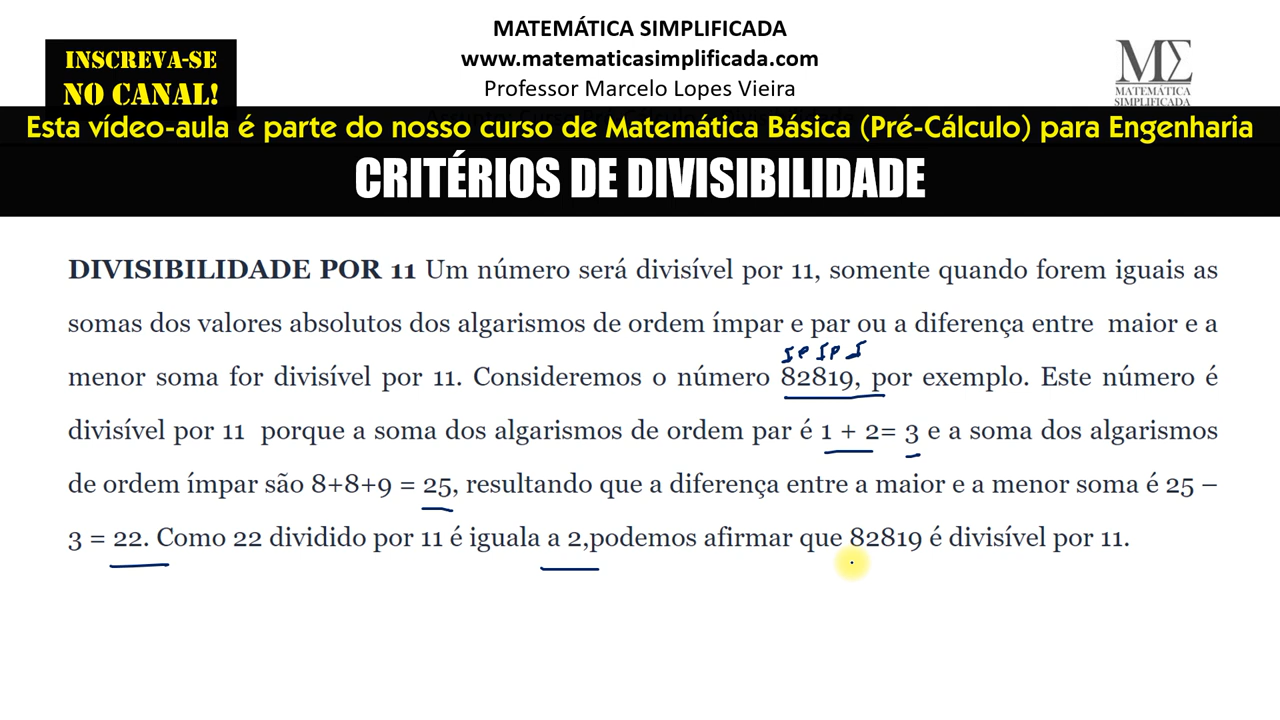 MATEMÁTICA SIMPLIFICADA
www.matematicasimplificada.com
Professor Marcelo Lopes Vieira
INSCREVA-SE
NO CANAL!
MΣ
MATEMÁTICA
SIMPLIFICADA
Esta vídeo-aula é parte do nosso curso de Matemática Básica (Pré-Cálculo) para Engenharia
CRITÉRIOS DE DIVISIBILIDADE
DIVISIBILIDADE POR 11 Um número será divisível por 11, somente quando forem iguais as
somas dos valores absolutos dos algarismos de ordem ímpar e par ou a diferença entre maior e a
I P I P I
menor soma for divisível por 11. Consideremos o número 82819, por exemplo. Este número é
divisível por 11 porque a soma dos algarismos de ordem par é 1 + 2= 3 e a soma dos algarismos
de ordem ímpar são 8+8+9 = 25, resultando que a diferença entre a maior e a menor soma é 25 –
3 = 22. Como 22 dividido por 11 é iguala a 2,podemos afirmar que 82819 é divisível por 11.